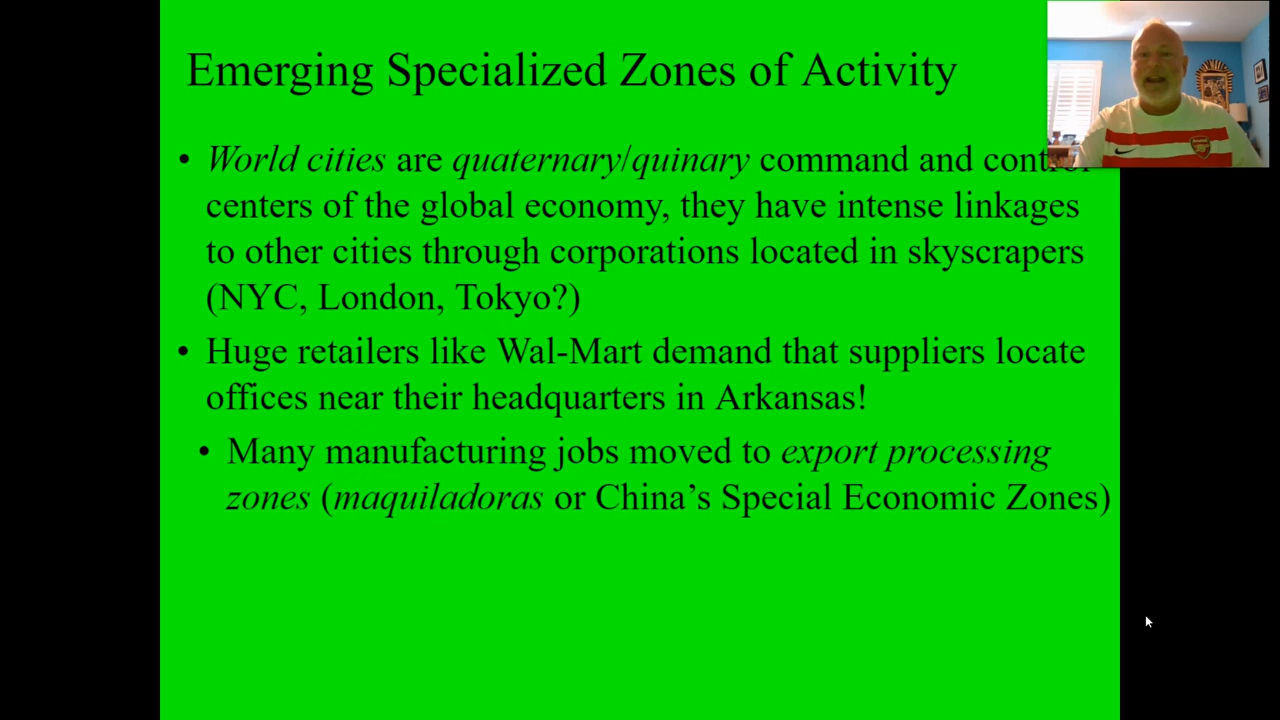 Emerging Specialized Zones of Activity
• World cities are quaternary/quinary command and control
centers of the global economy, they have intense linkages
to other cities through corporations located in skyscrapers
(NYC, London, Tokyo?)
• Huge retailers like Wal-Mart demand that suppliers locate
offices near their headquarters in Arkansas!
• Many manufacturing jobs moved to export processing
zones (maquiladoras or China’s Special Economic Zones)